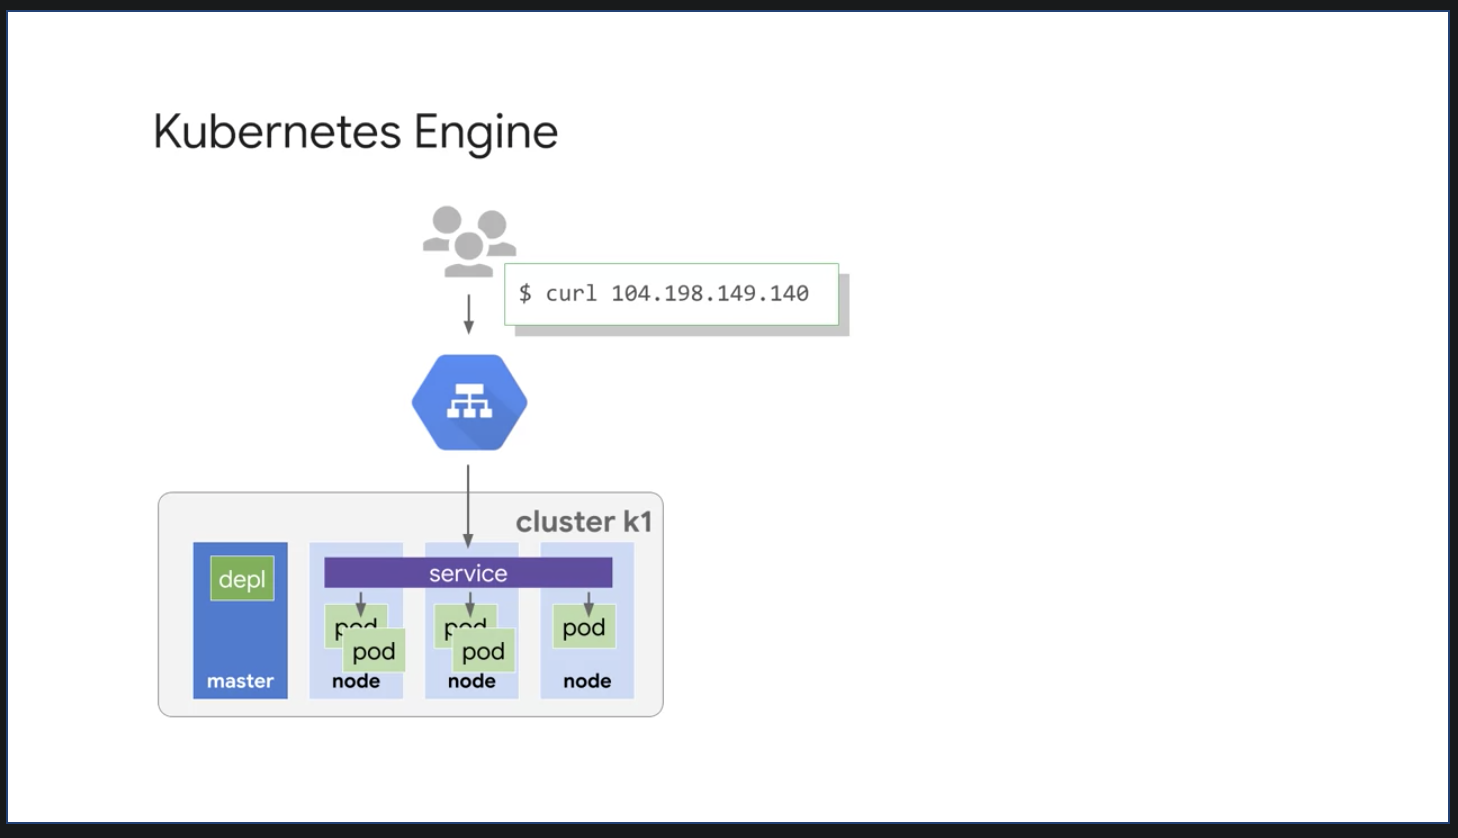 Kubernetes Engine
$ curl 104.198.149.140
cluster k1
depl
service
pod
pod
pod
pod
pod
master
node
node
node